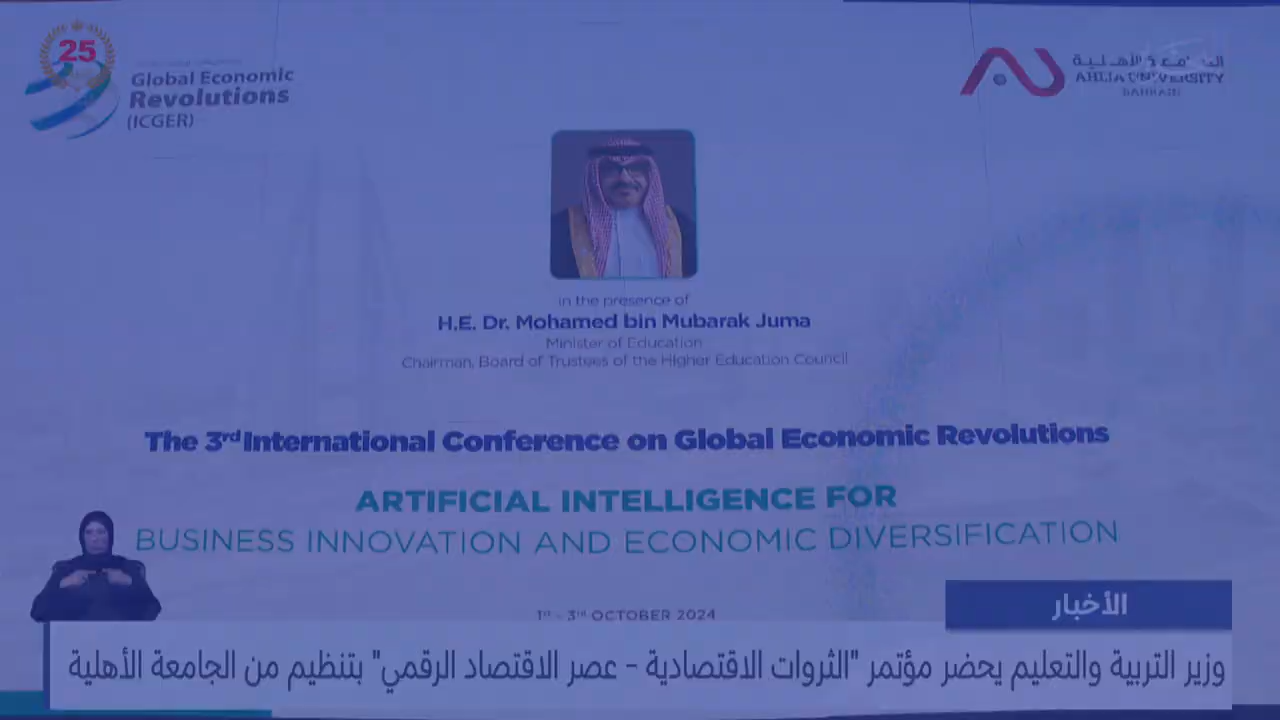 25
Global Economic
Revolutions
(ICGER)
AHLIA UNIVERSITY
BAHRAIN
in the presence of
H.E. Dr. Mohamed bin Mubarak Juma
Minister of Education
Chairman, Board of Trustees of the Higher Education Council
The 3rd International Conference on Global Economic Revolutions
ARTIFICIAL INTELLIGENCE FOR
BUSINESS INNOVATION AND ECONOMIC DIVERSIFICATION
1st - 3rd OCTOBER 2024
الأخبار
وزير التربية والتعليم يحضر مؤتمر "الثروات الاقتصادية - عصر الاقتصاد الرقمي" بتنظيم من الجامعة الأهلية